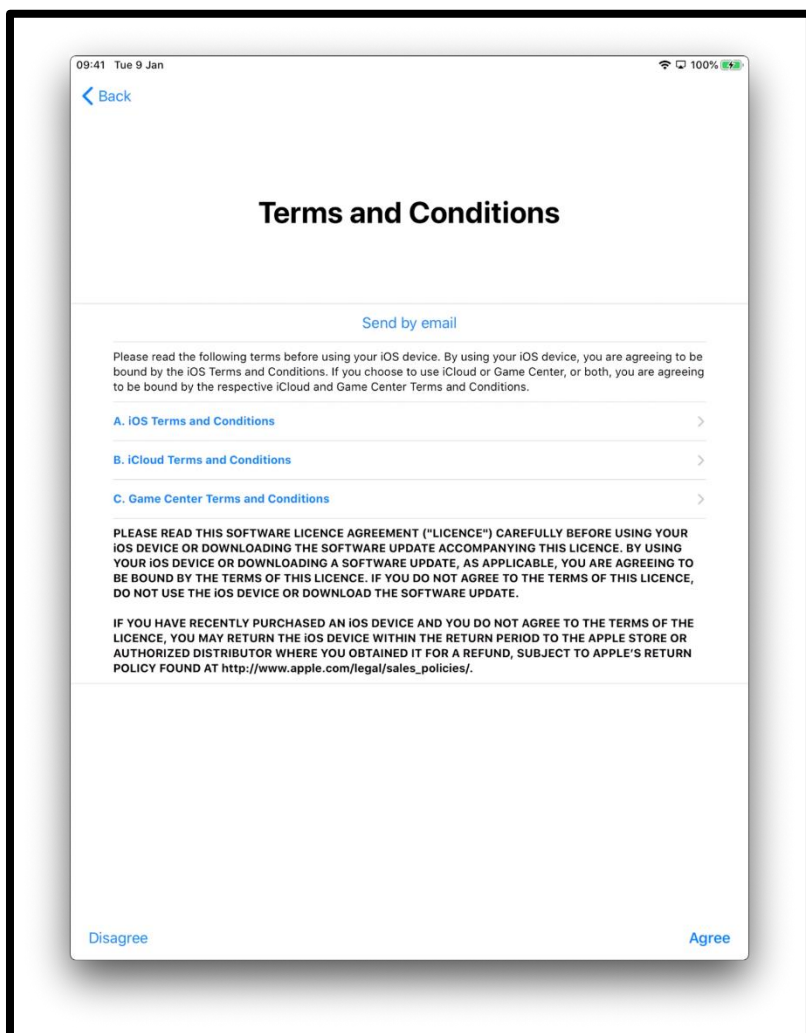 09:41 Tue 9 Jan 100%
Back
Terms and Conditions
Send by email
Please read the following terms before using your iOS device. By using your iOS device, you are agreeing to be
bound by the iOS Terms and Conditions. If you choose to use iCloud or Game Center, or both, you are agreeing
to be bound by the respective iCloud and Game Center Terms and Conditions.
A. iOS Terms and Conditions
B. iCloud Terms and Conditions
C. Game Center Terms and Conditions
PLEASE READ THIS SOFTWARE LICENCE AGREEMENT ("LICENCE") CAREFULLY BEFORE USING YOUR
iOS DEVICE OR DOWNLOADING THE SOFTWARE UPDATE ACCOMPANYING THIS LICENCE. BY USING
YOUR iOS DEVICE OR DOWNLOADING A SOFTWARE UPDATE, AS APPLICABLE, YOU ARE AGREEING TO
BE BOUND BY THE TERMS OF THIS LICENCE. IF YOU DO NOT AGREE TO THE TERMS OF THIS LICENCE,
DO NOT USE THE iOS DEVICE OR DOWNLOAD THE SOFTWARE UPDATE.
IF YOU HAVE RECENTLY PURCHASED AN iOS DEVICE AND YOU DO NOT AGREE TO THE TERMS OF THE
LICENCE, YOU MAY RETURN THE iOS DEVICE WITHIN THE RETURN PERIOD TO THE APPLE STORE OR
AUTHORIZED DISTRIBUTOR WHERE YOU OBTAINED IT FOR A REFUND, SUBJECT TO APPLE'S RETURN
POLICY FOUND AT http://www.apple.com/legal/sales_policies/.
Disagree Agree